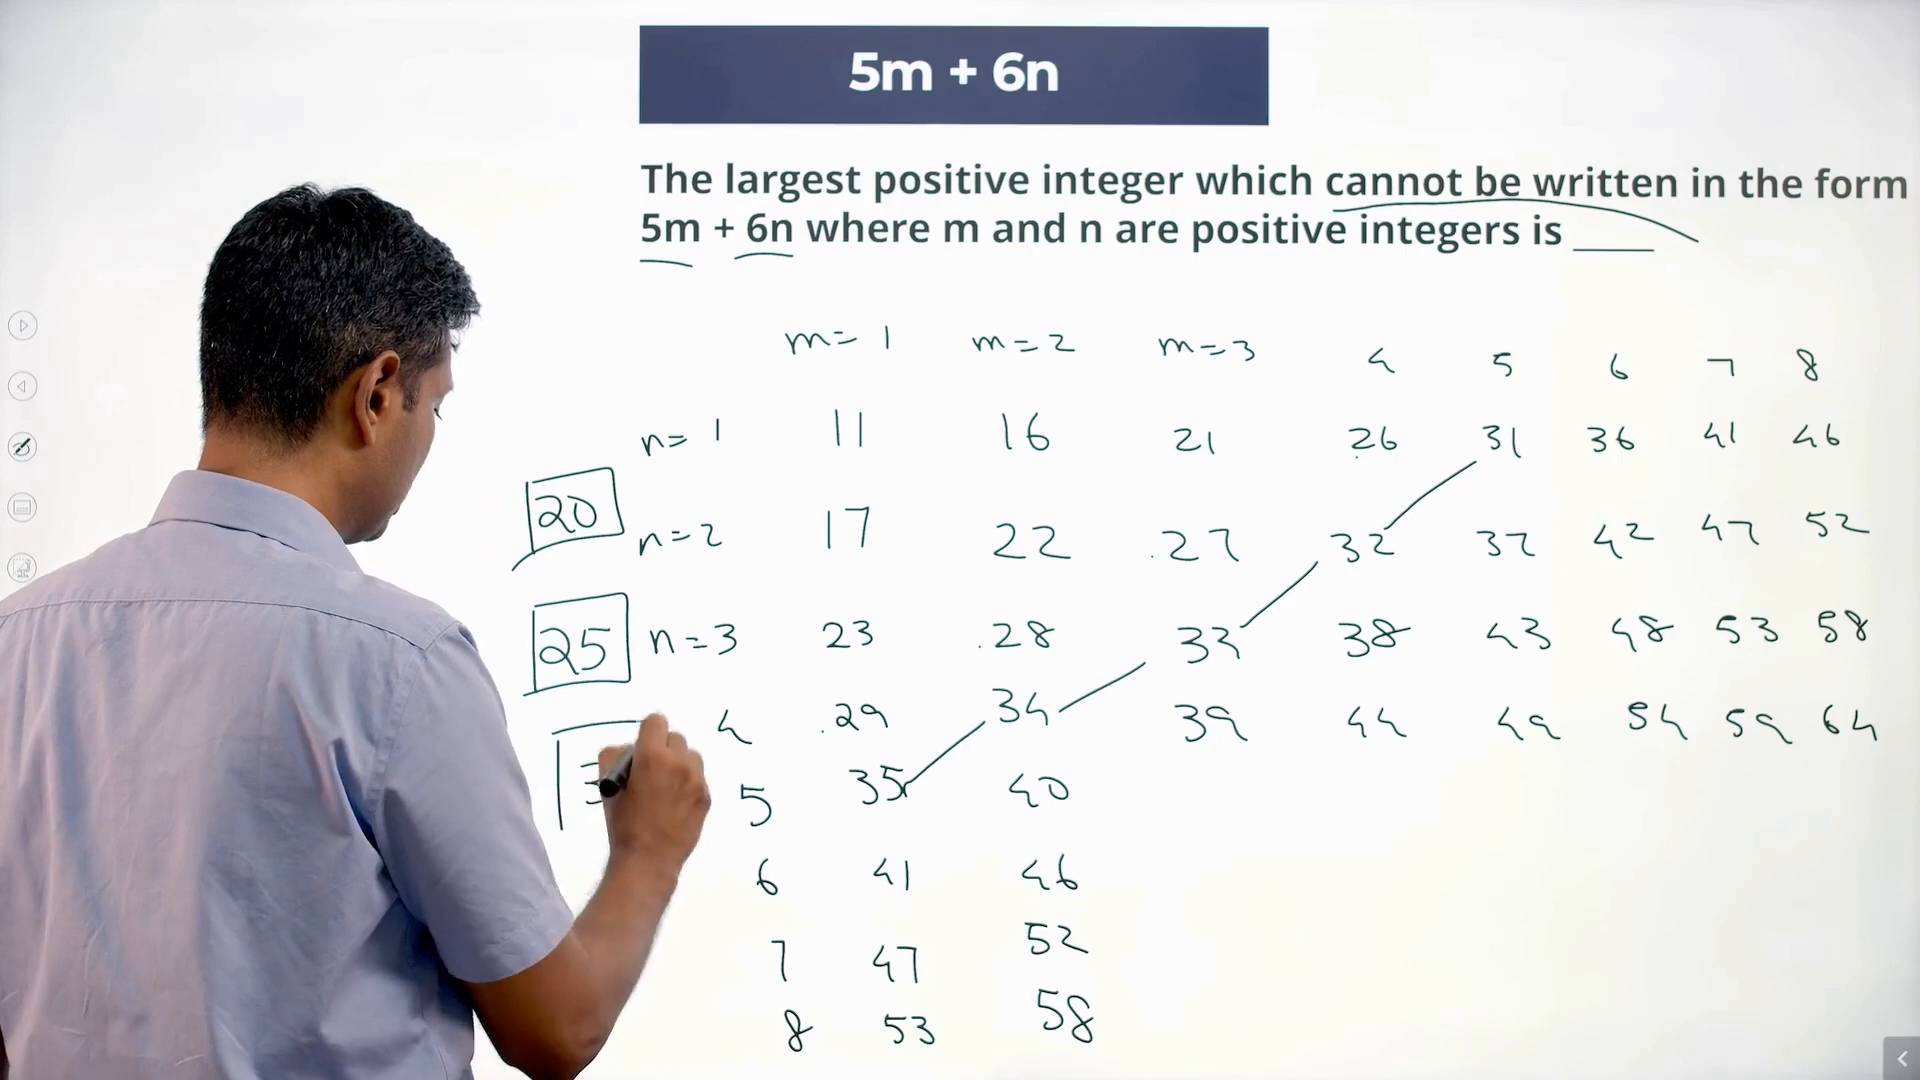 5m + 6n
The largest positive integer which cannot be written in the form
5m + 6n where m and n are positive integers is ____
m= 1 m=2 m=3 4 5 6 7 8
n= 1 11 16 21 26 31 36 41 46
20
n=2 17 22 27 32 37 42 47 52
25 n=3 23 28 33 38 43 48 53 58
4 29 34 39 44 49 54 59 64
3
5 35 40
6 41 46
7 47 52
8 53 58